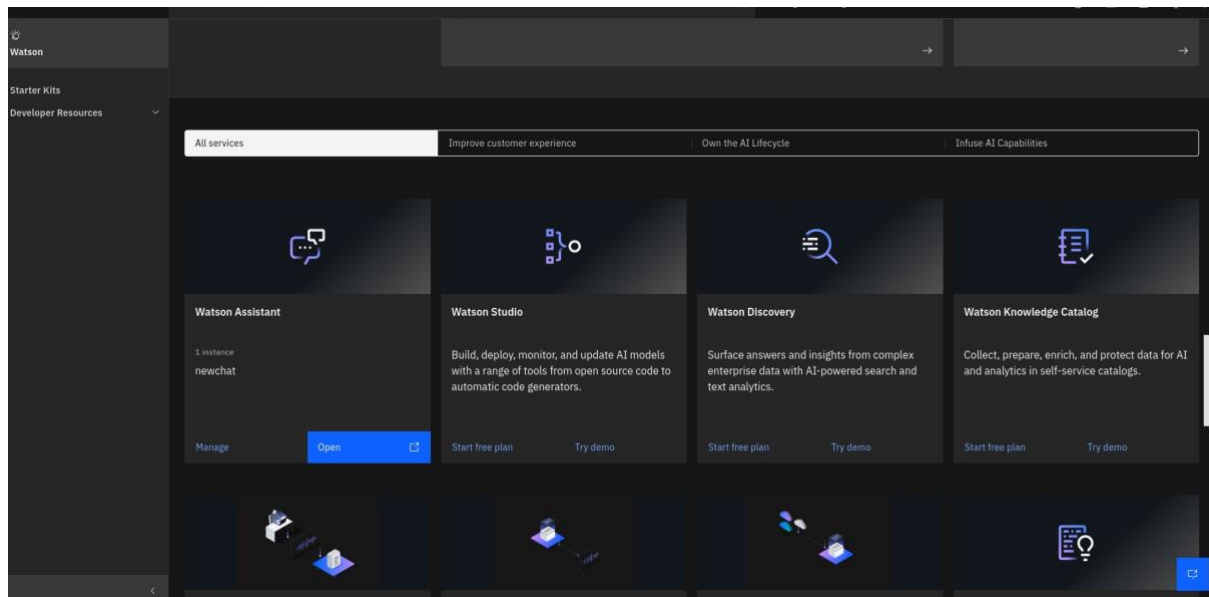 Watson
Starter Kits
Developer Resources
All services
Improve customer experience
Own the AI Lifecycle
Infuse AI Capabilities
Watson Assistant
1 instance
newchat
Manage
Open
Watson Studio
Build, deploy, monitor, and update AI models
with a range of tools from open source code to
automatic code generators.
Start free plan
Try demo
Watson Discovery
Surface answers and insights from complex
enterprise data with AI-powered search and
text analytics.
Start free plan
Try demo
Watson Knowledge Catalog
Collect, prepare, enrich, and protect data for AI
and analytics in self-service catalogs.
Start free plan
Try demo